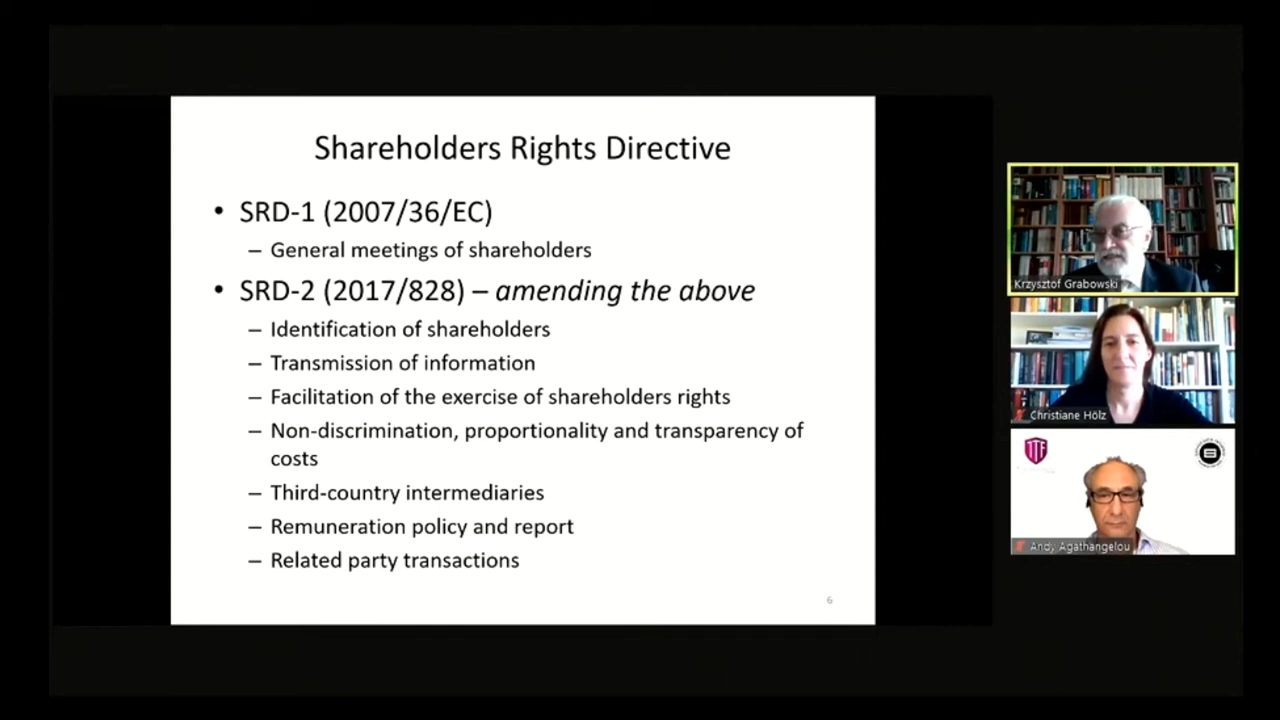 Shareholders Rights Directive
• SRD-1 (2007/36/EC)
– General meetings of shareholders
• SRD-2 (2017/828) – amending the above
– Identification of shareholders
– Transmission of information
– Facilitation of the exercise of shareholders rights
– Non-discrimination, proportionality and transparency of
costs
– Third-country intermediaries
– Remuneration policy and report
– Related party transactions
6
Krzysztof Grabowski
Christiane Hölz
TTF
Andy Agathangelou